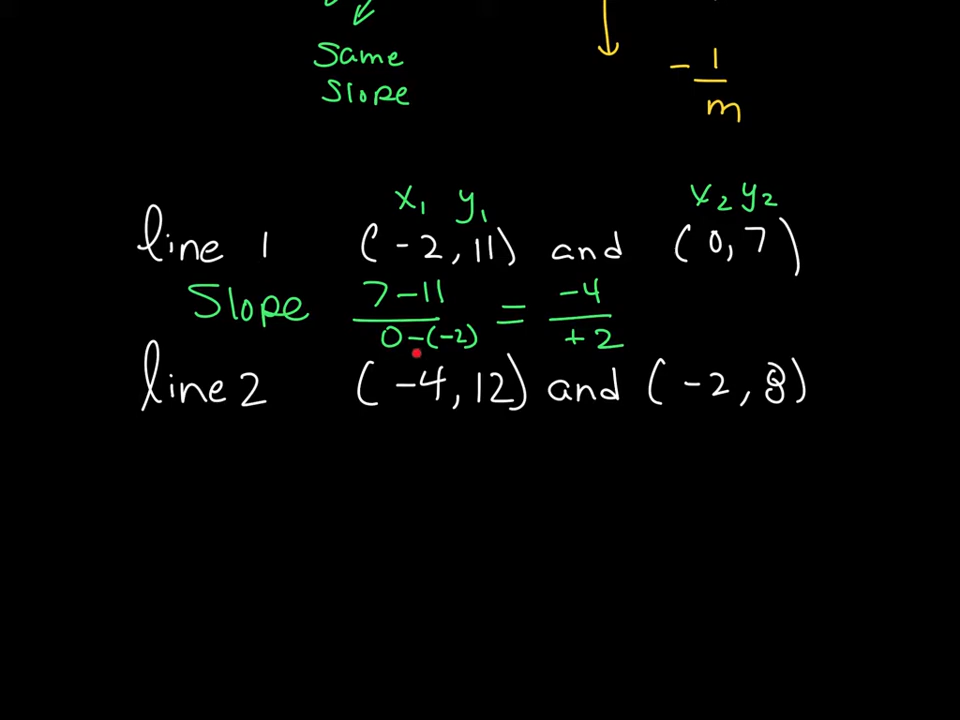 Same
Slope
- 1/m
x₁ y₁ x₂ y₂
line 1 (-2, 11) and (0, 7)
Slope 7-11/0-(-2) = -4/+2
line 2 (-4, 12) and (-2, 8)